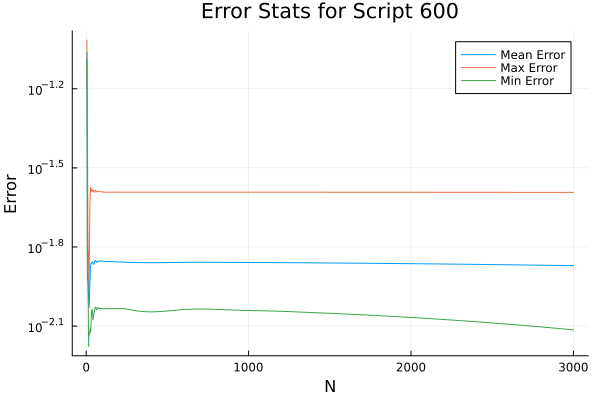 Error Stats for Script 600
Mean Error
Max Error
Min Error
10^-1.2
10^-1.5
10^-1.8
10^-2.1
Error
0
1000
2000
3000
N